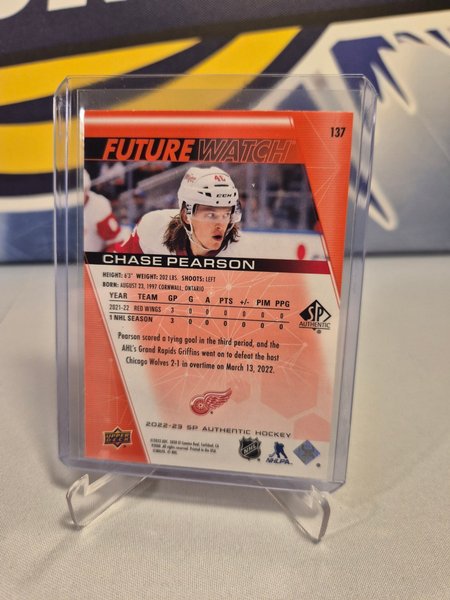 137
FUTURE WATCH
46
CCM
CHASE PEARSON
HEIGHT: 6'3" WEIGHT: 202 LBS. SHOOTS: LEFT
BORN: AUGUST 23, 1997 CORNWALL, ONTARIO
YEAR TEAM GP G A PTS +/- PIM PPG
2021-22 RED WINGS 3 0 0 0 0 0 0
1 NHL SEASON 3 0 0 0 0 0 0
SP
AUTHENTIC
Pearson scored a tying goal in the third period, and the
AHL's Grand Rapids Griffins went on to defeat the host
Chicago Wolves 2-1 in overtime on March 13, 2022.
2022-23 SP AUTHENTIC HOCKEY
UPPER DECK
NHL
NHLPA